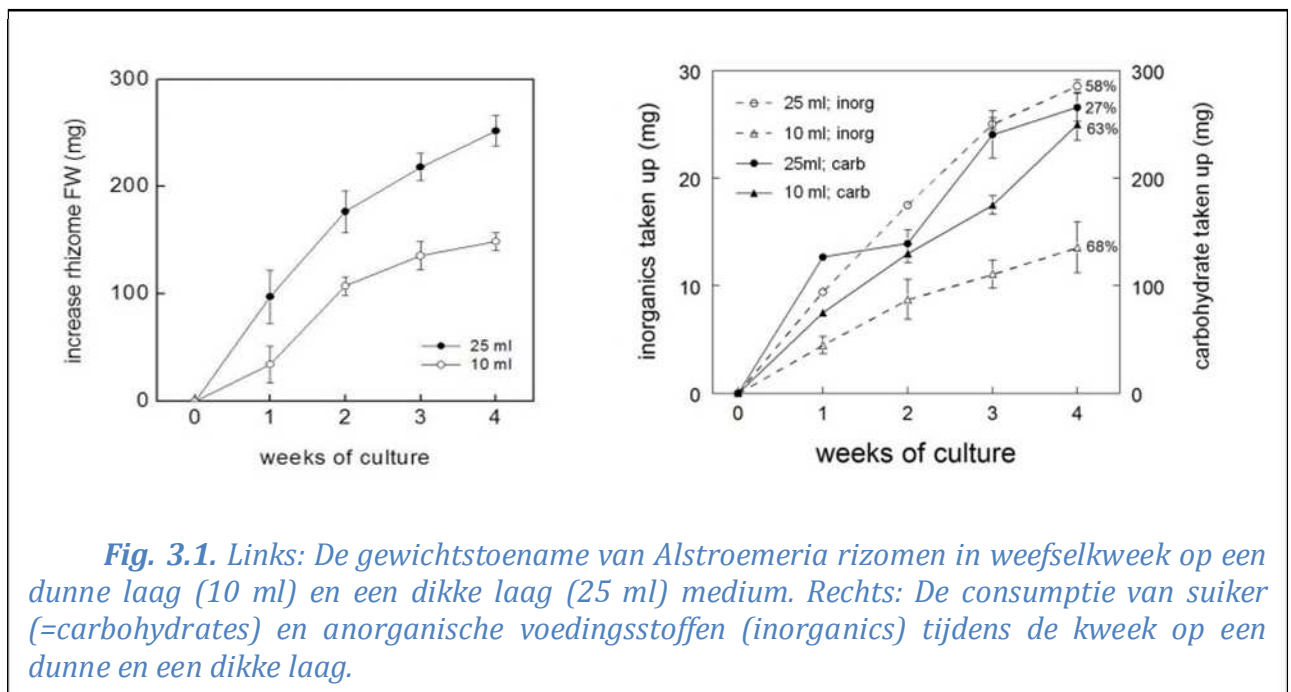 300
200
100
0
increase rhizome FW (mg)
25 ml
10 ml
0 1 2 3 4
weeks of culture
30
20
10
0
inorganics taken up (mg)
25 ml; inorg
10 ml; inorg
25ml; carb
10 ml; carb
58%
27%
63%
68%
300
200
100
0
carbohydrate taken up (mg)
0 1 2 3 4
weeks of culture
Fig. 3.1. Links: De gewichtstoename van Alstroemeria rizomen in weefselkweek op een
dunne laag (10 ml) en een dikke laag (25 ml) medium. Rechts: De consumptie van suiker
(=carbohydrates) en anorganische voedingsstoffen (inorganics) tijdens de kweek op een
dunne en een dikke laag.